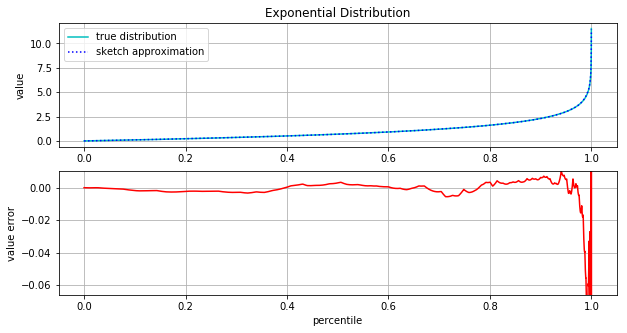 Exponential Distribution
true distribution
sketch approximation
value
10.0
7.5
5.0
2.5
0.0
0.0 0.2 0.4 0.6 0.8 1.0
value error
0.00
−0.02
−0.04
−0.06
0.0 0.2 0.4 0.6 0.8 1.0
percentile